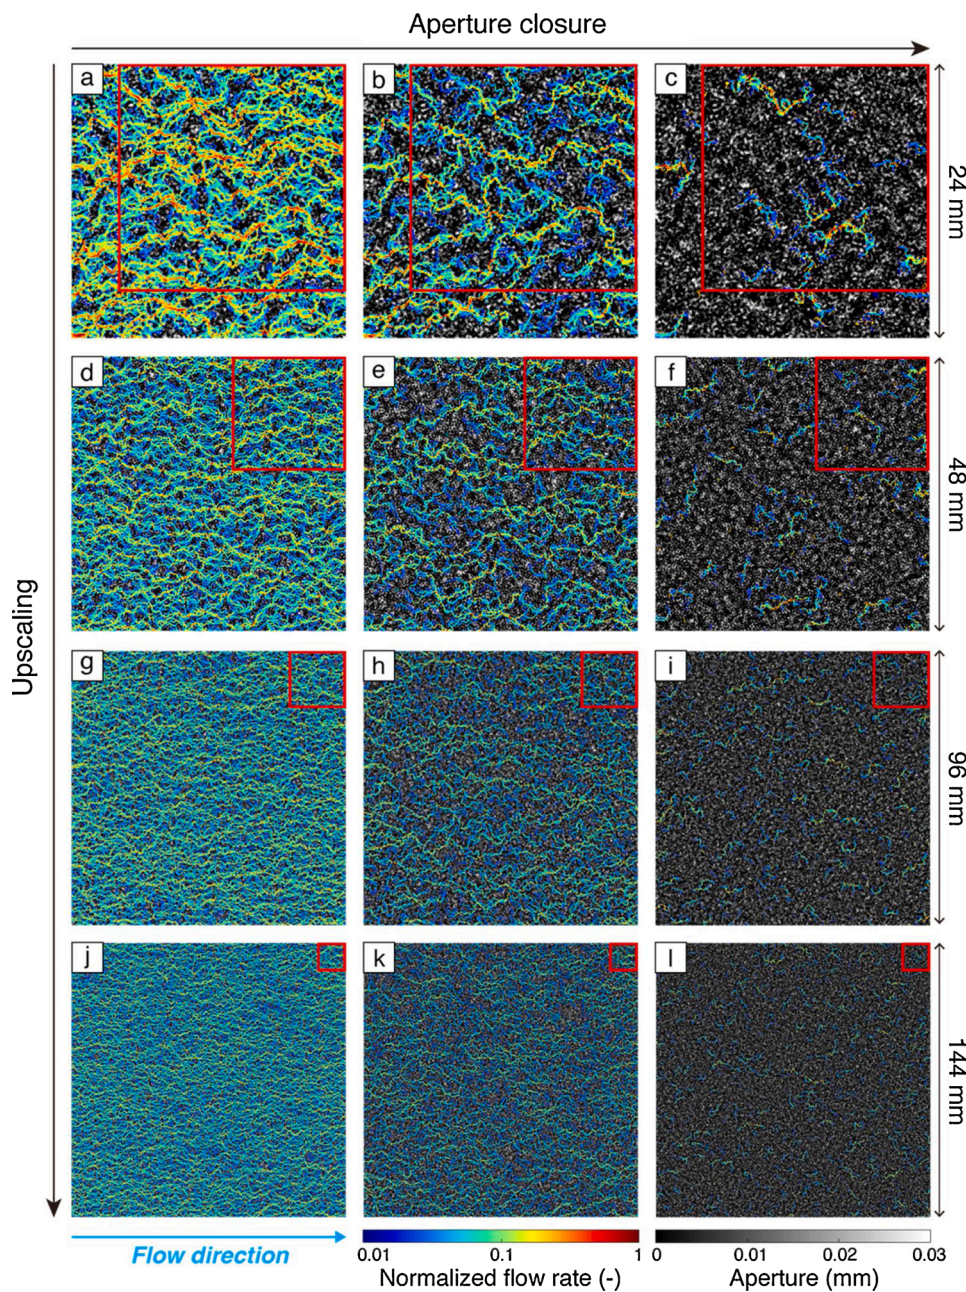 Aperture closure
a
b
c
24 mm
d
e
f
48 mm
Upscaling
g
h
i
96 mm
j
k
l
144 mm
Flow direction
0.01
0.1
1
Normalized flow rate (-)
0
0.01
0.02
0.03
Aperture (mm)